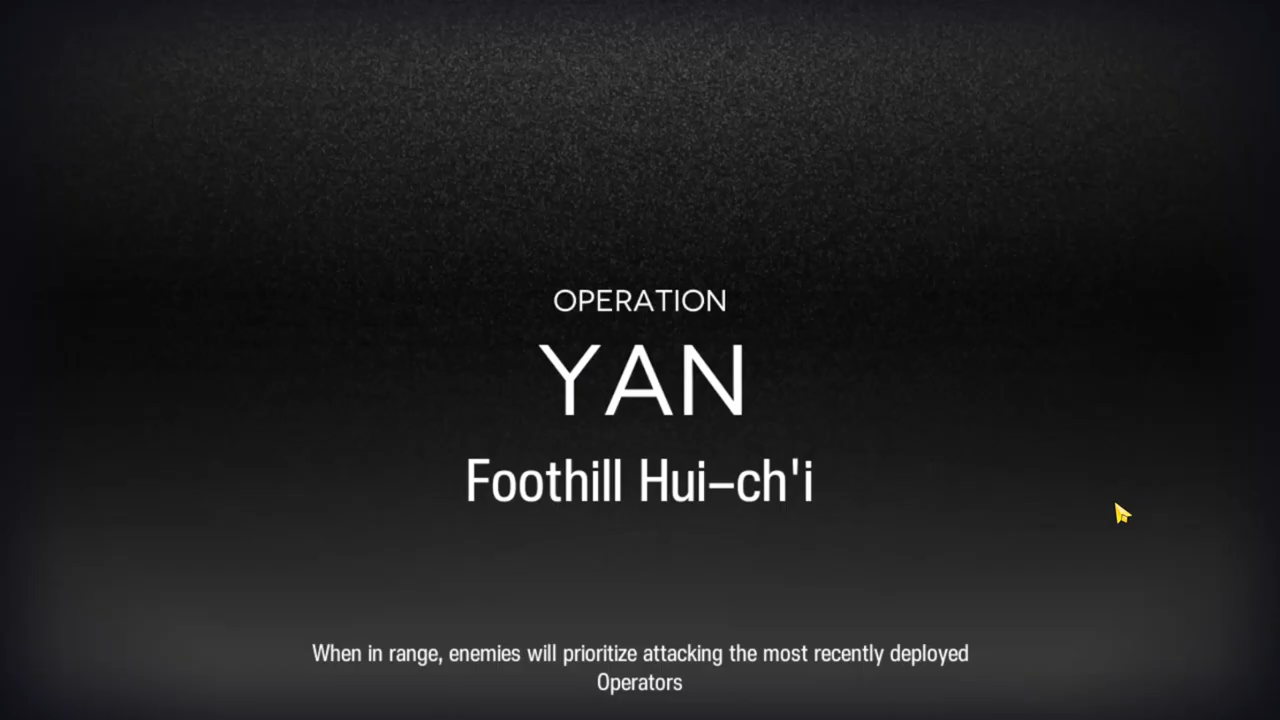 OPERATION
YAN
Foothill Hui–ch'i
When in range, enemies will prioritize attacking the most recently deployed
Operators